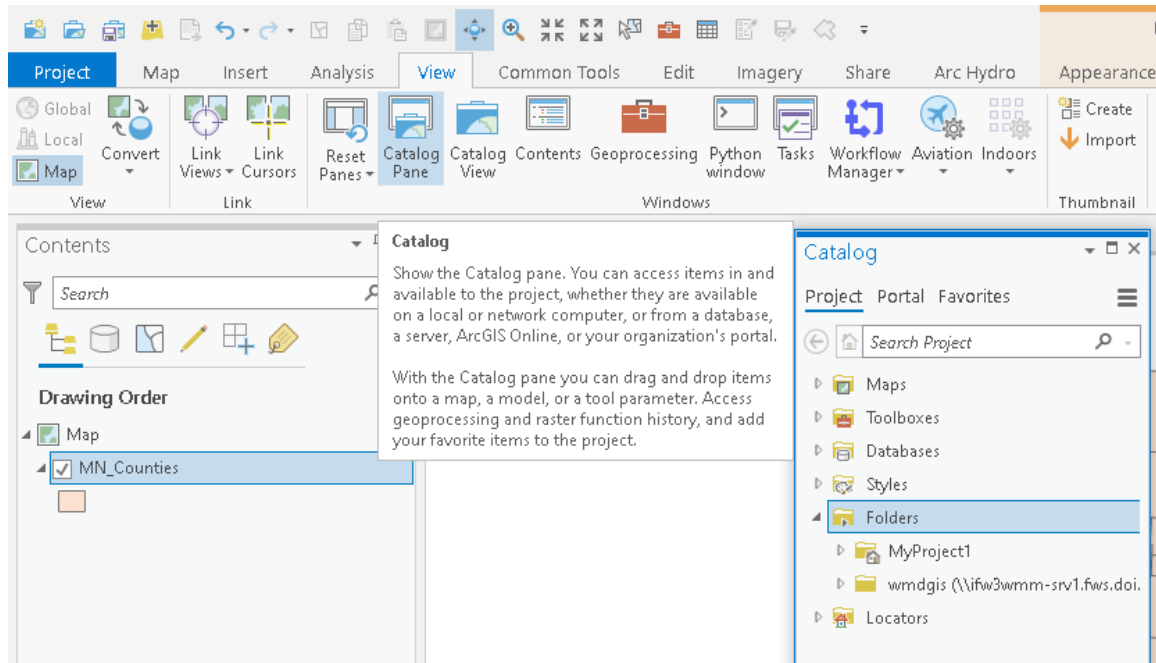 Project Map Insert Analysis View Common Tools Edit Imagery Share Arc Hydro Appearance
Global
Local
Map
Convert
View
Link
Views
Link
Cursors
Link
Reset
Panes
Catalog
Pane
Catalog
View
Contents
Geoprocessing
Python
window
Tasks
Workflow
Manager
Aviation
Indoors
Windows
Create
Import
Thumbnail
Contents
Search
Drawing Order
Map
MN_Counties
Catalog
Show the Catalog pane. You can access items in and
available to the project, whether they are available
on a local or network computer, or from a database,
a server, ArcGIS Online, or your organization's portal.
With the Catalog pane you can drag and drop items
onto a map, a model, or a tool parameter. Access
geoprocessing and raster function history, and add
your favorite items to the project.
Catalog
Project Portal Favorites
Search Project
Maps
Toolboxes
Databases
Styles
Folders
MyProject1
wmdgis (\\ifw3wmm-srv1.fws.doi.
Locators